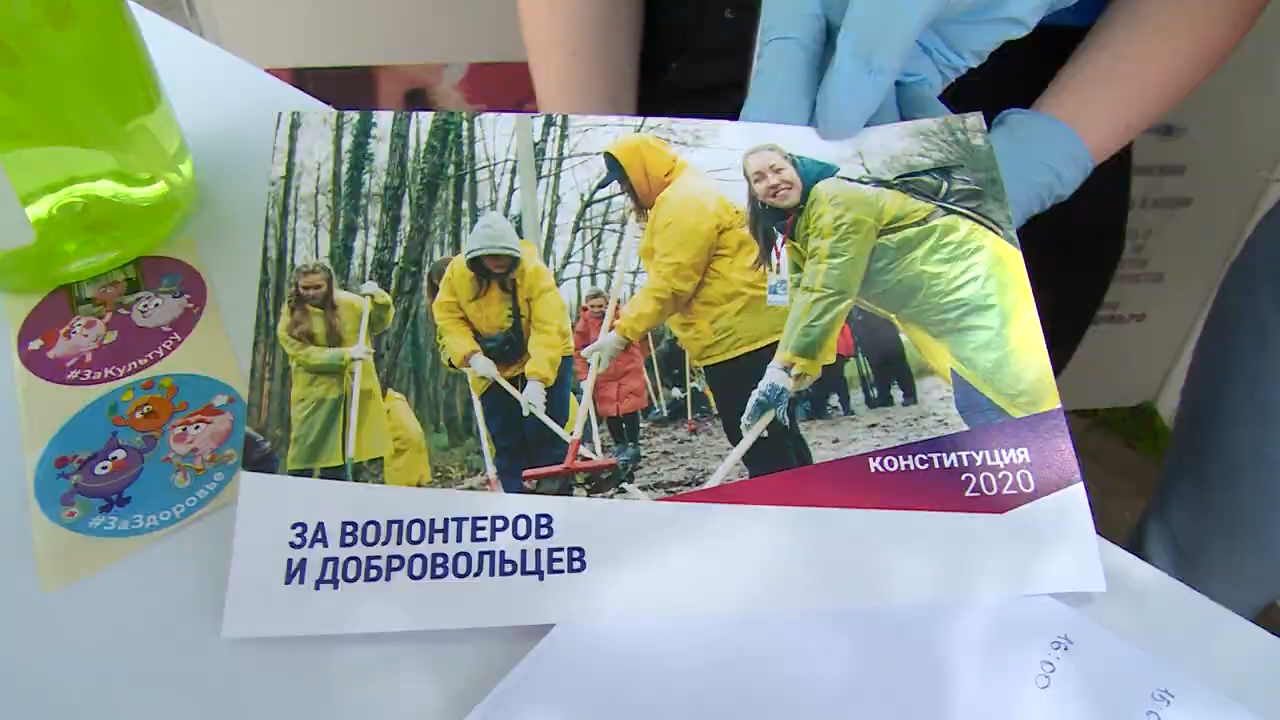 #ЗаКультуру
#ЗаЗдоровье
КОНСТИТУЦИЯ
2020
ЗА ВОЛОНТЕРОВ
И ДОБРОВОЛЬЦЕВ
16:00